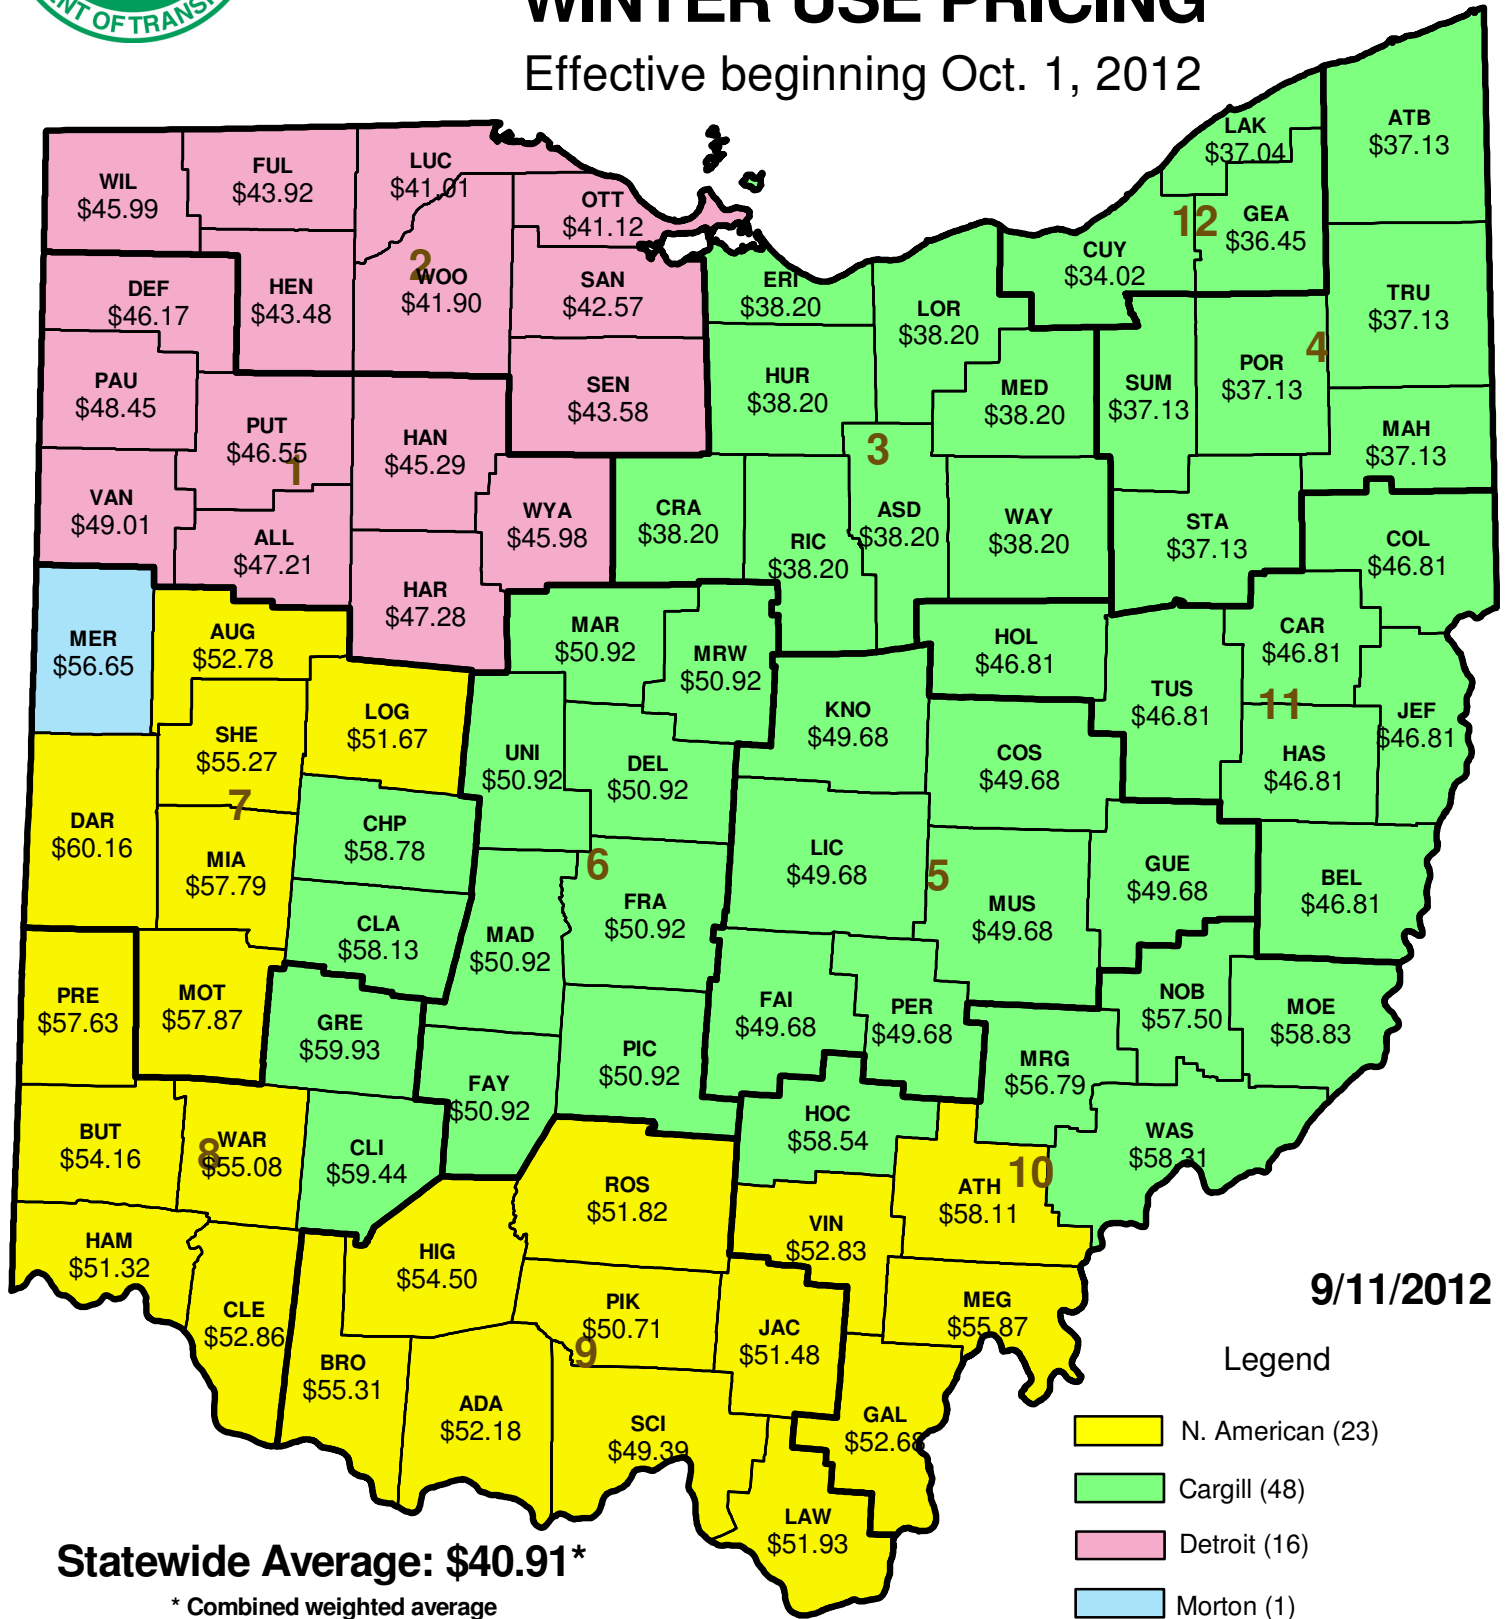 NT OF TRANS
WINTER USE PRICING
Effective beginning Oct. 1, 2012
WIL
$45.99
FUL
$43.92
LUC
$41.01
OTT
$41.12
LAK
$37.04
ATB
$37.13
12
GEA
$36.45
CUY
$34.02
DEF
$46.17
HEN
$43.48
2
WOO
$41.90
SAN
$42.57
ERI
$38.20
LOR
$38.20
TRU
$37.13
4
PAU
$48.45
PUT
$46.55
1
HAN
$45.29
SEN
$43.58
HUR
$38.20
MED
$38.20
SUM
$37.13
POR
$37.13
MAH
$37.13
3
VAN
$49.01
ALL
$47.21
WYA
$45.98
CRA
$38.20
RIC
$38.20
ASD
$38.20
WAY
$38.20
STA
$37.13
COL
$46.81
HAR
$47.28
MER
$56.65
AUG
$52.78
MAR
$50.92
MRW
$50.92
HOL
$46.81
CAR
$46.81
TUS
$46.81
11
JEF
$46.81
SHE
$55.27
LOG
$51.67
UNI
$50.92
DEL
$50.92
KNO
$49.68
COS
$49.68
HAS
$46.81
7
DAR
$60.16
MIA
$57.79
CHP
$58.78
6
LIC
$49.68
5
GUE
$49.68
BEL
$46.81
CLA
$58.13
MAD
$50.92
FRA
$50.92
MUS
$49.68
PRE
$57.63
MOT
$57.87
GRE
$59.93
FAI
$49.68
PER
$49.68
NOB
$57.50
MOE
$58.83
FAY
$50.92
PIC
$50.92
MRG
$56.79
BUT
$54.16
8
WAR
$55.08
CLI
$59.44
HOC
$58.54
WAS
$58.31
10
ROS
$51.82
ATH
$58.11
VIN
$52.83
HAM
$51.32
HIG
$54.50
CLE
$52.86
PIK
$50.71
9
JAC
$51.48
MEG
$55.87
BRO
$55.31
ADA
$52.18
SCI
$49.39
GAL
$52.68
LAW
$51.93
9/11/2012
Legend
N. American (23)
Cargill (48)
Detroit (16)
Morton (1)
Statewide Average: $40.91*
* Combined weighted average